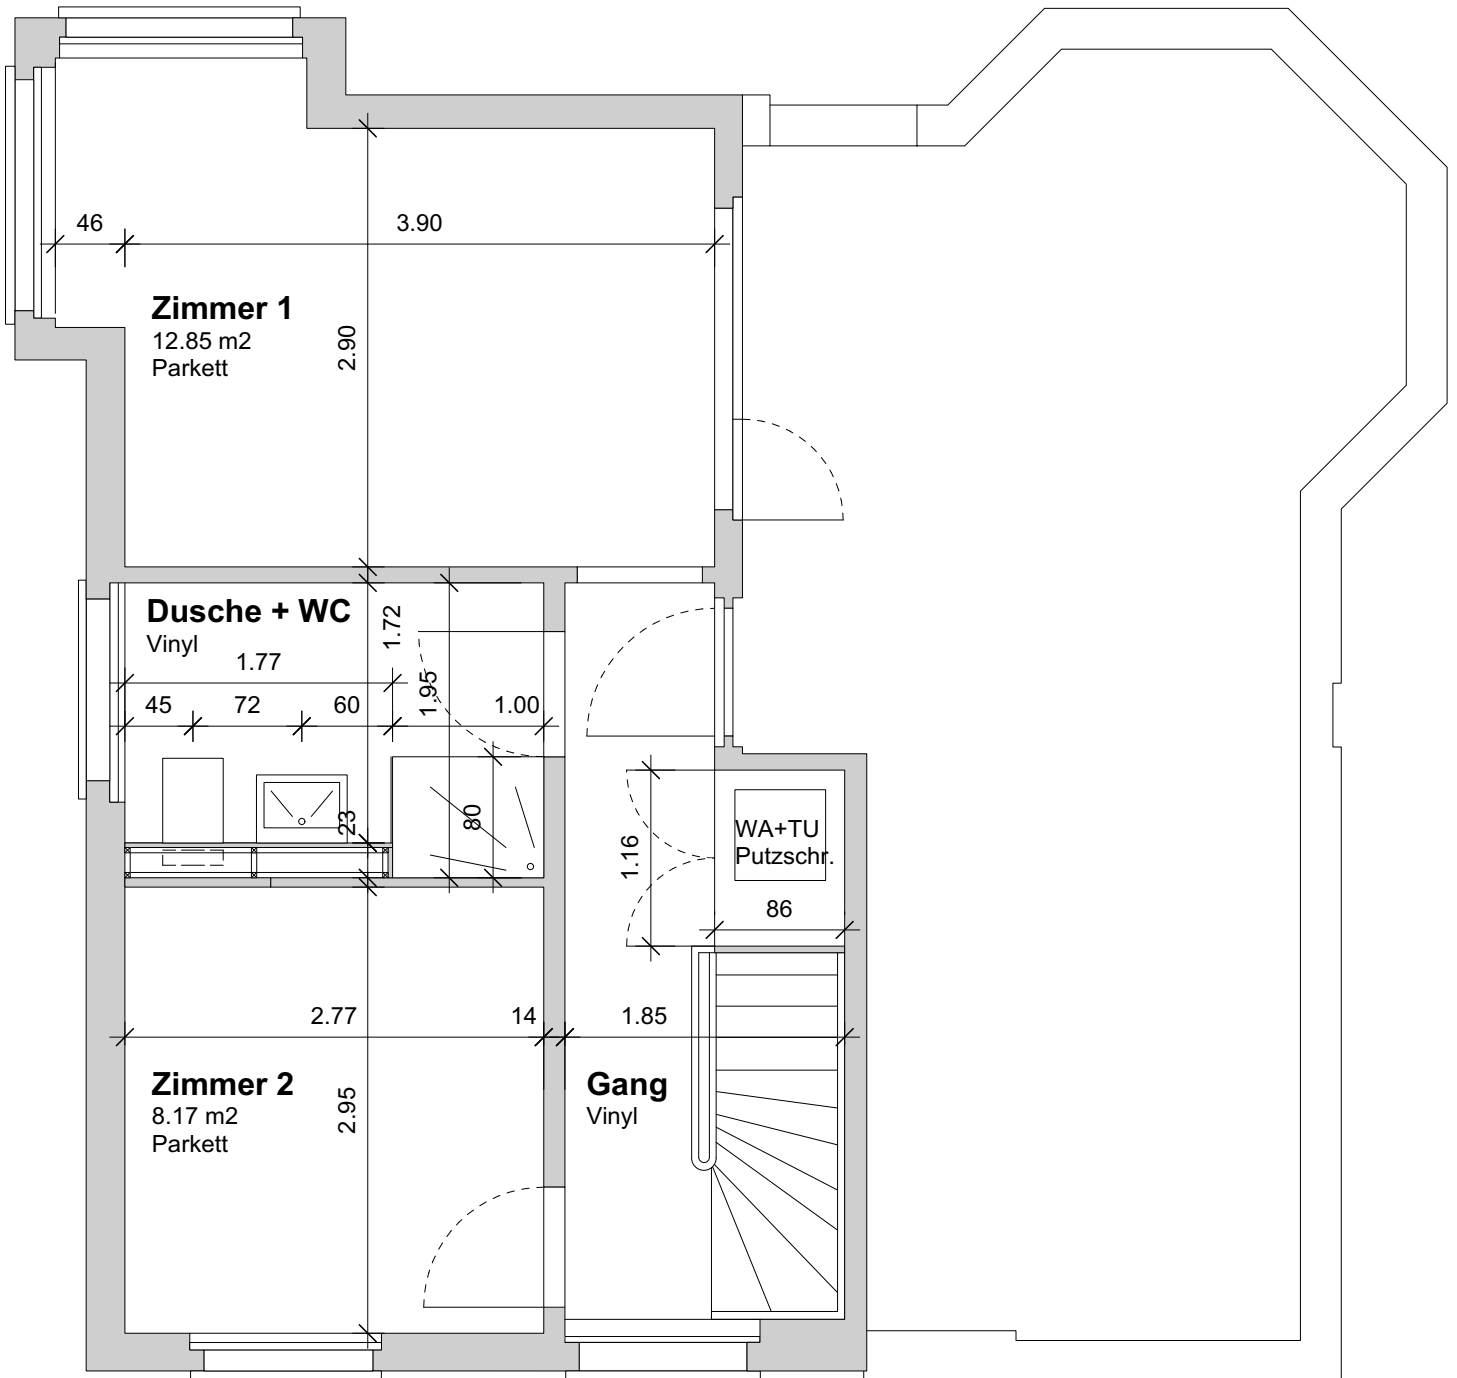 46
3.90
Zimmer 1
12.85 m2
Parkett
2.90
Dusche + WC
Vinyl
1.72
1.77
1.95
45
72
60
1.00
23
80
WA+TU
Putzschr.
1.16
86
2.77
14
1.85
Zimmer 2
8.17 m2
Parkett
2.95
Gang
Vinyl